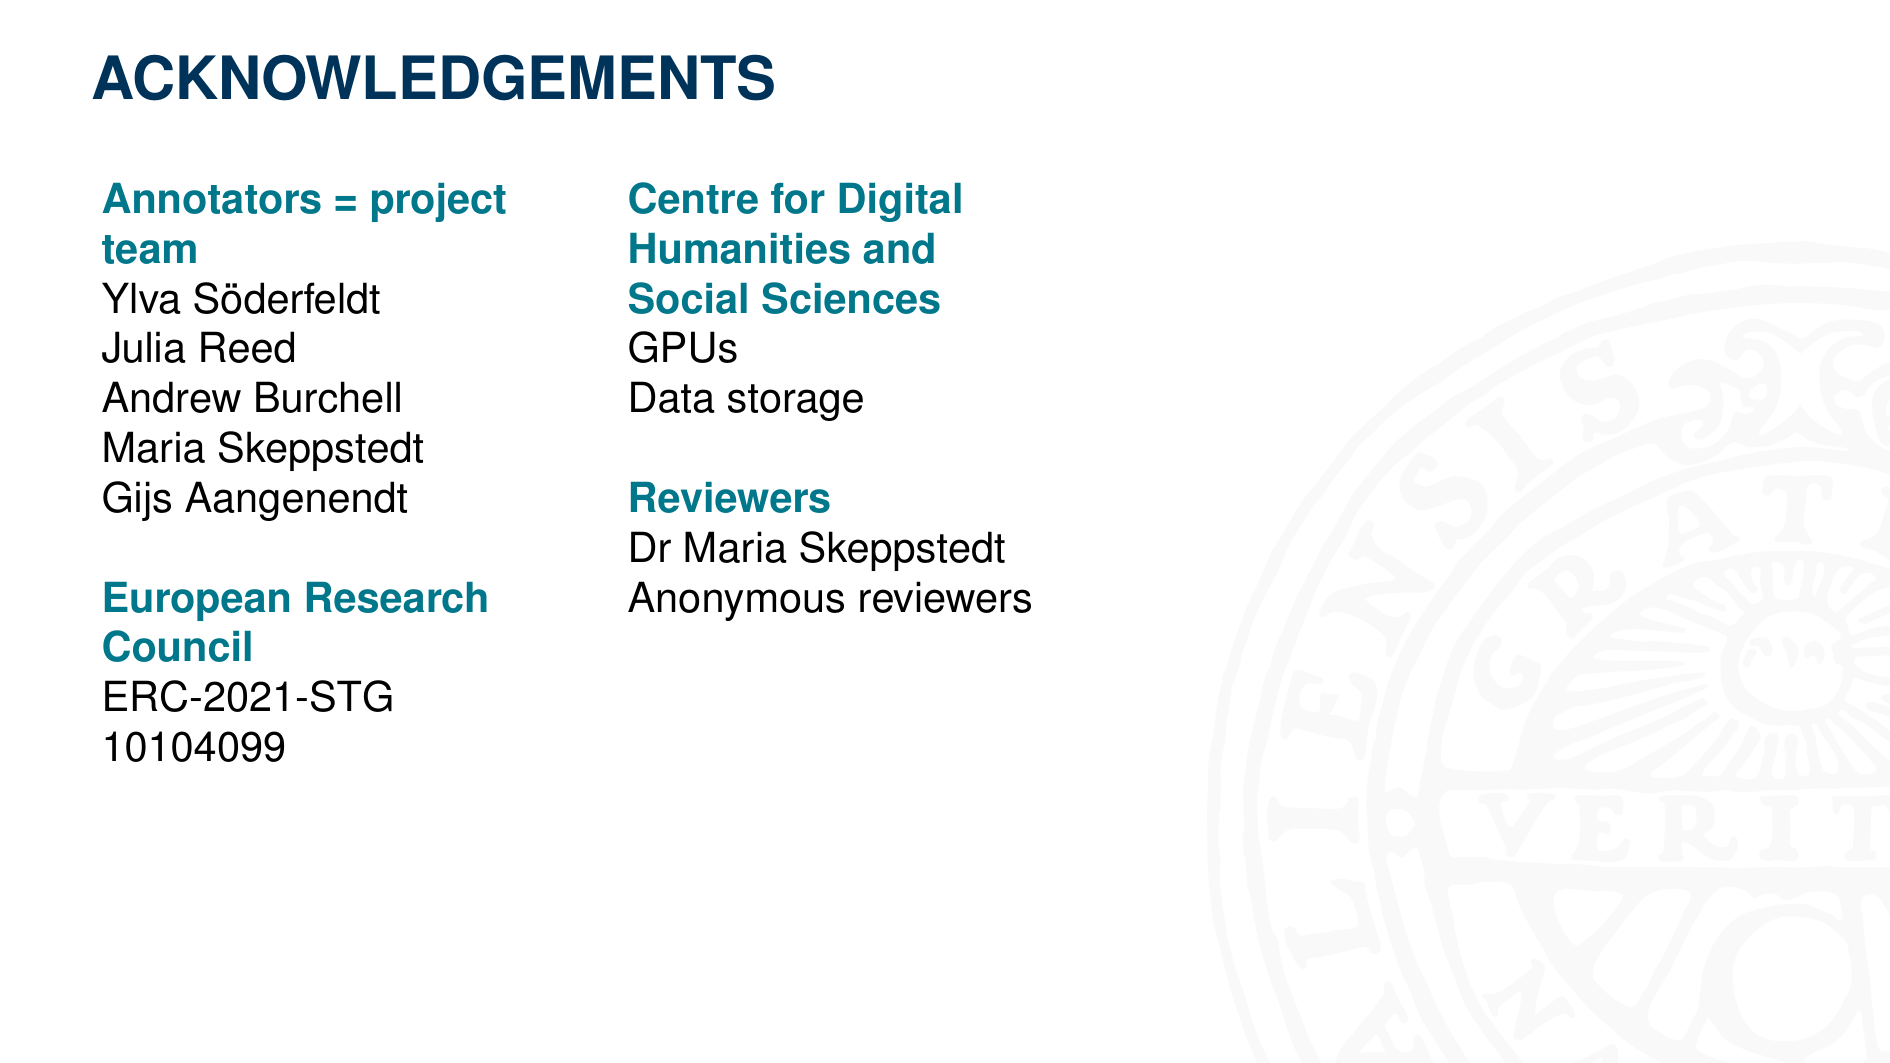 ACKNOWLEDGEMENTS
Annotators = project
team
Ylva Söderfeldt
Julia Reed
Andrew Burchell
Maria Skeppstedt
Gijs Aangenendt
European Research
Council
ERC-2021-STG
10104099
Centre for Digital
Humanities and
Social Sciences
GPUs
Data storage
Reviewers
Dr Maria Skeppstedt
Anonymous reviewers